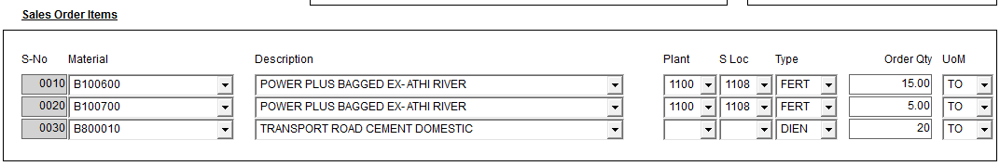 Sales Order Items
S-No Material Description Plant S Loc Type Order Qty UoM
0010 B100600 POWER PLUS BAGGED EX-ATHI RIVER 1100 1108 FERT 15.00 TO
0020 B100700 POWER PLUS BAGGED EX-ATHI RIVER 1100 1108 FERT 5.00 TO
0030 B800010 TRANSPORT ROAD CEMENT DOMESTIC DIEN 20 TO